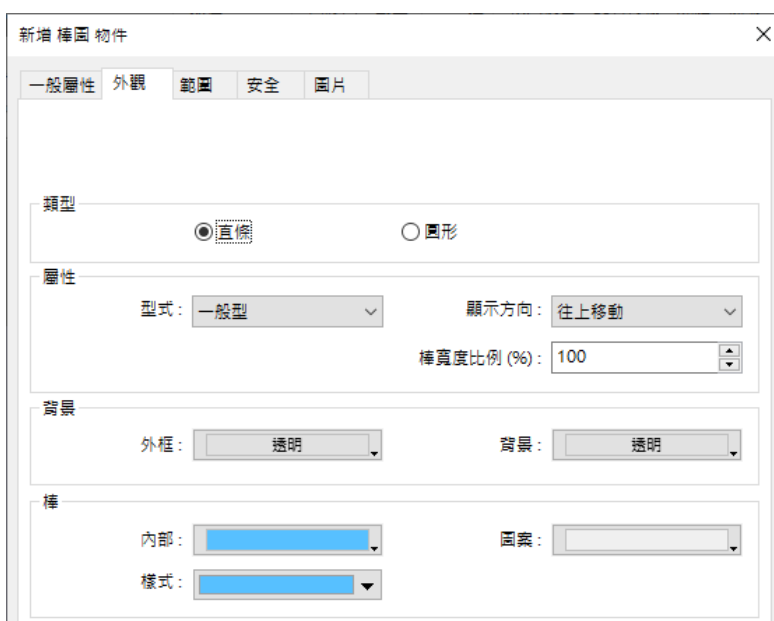 新增 棒圖 物件
一般屬性 外觀 範圍 安全 圖片
類型
直條 圓形
屬性
型式 : 一般型 顯示方向 : 往上移動
棒寬度比例 (%) : 100
背景
外框 : 透明 背景 : 透明
棒
內部 : 圖案 :
樣式 :